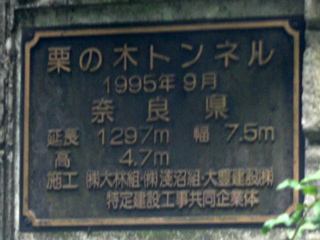 栗の木トンネル
1995年9月
奈良県
延長 1297m 幅 7.5m
高 4.7m
施工 ㈱大林組・㈱淺沼組・大豊建設㈱
特定建設工事共同企業体